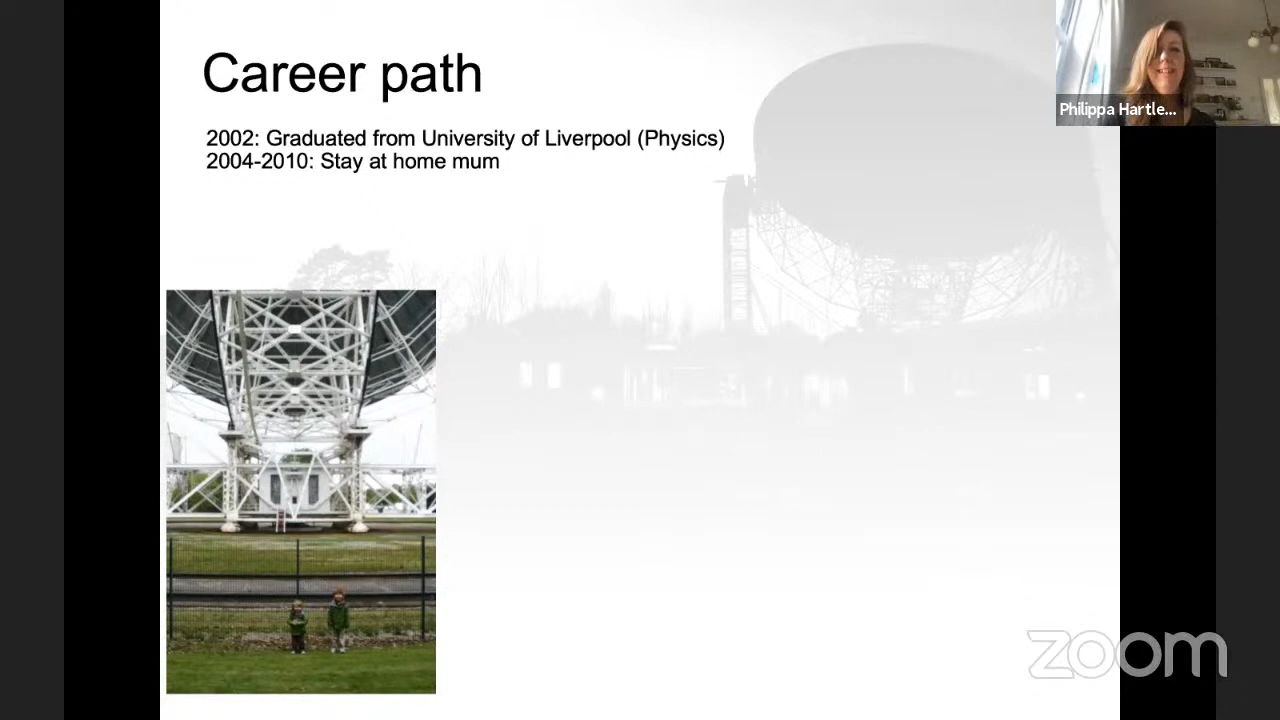 Career path
2002: Graduated from University of Liverpool (Physics)
2004-2010: Stay at home mum
Philippa Hartle...
zoom